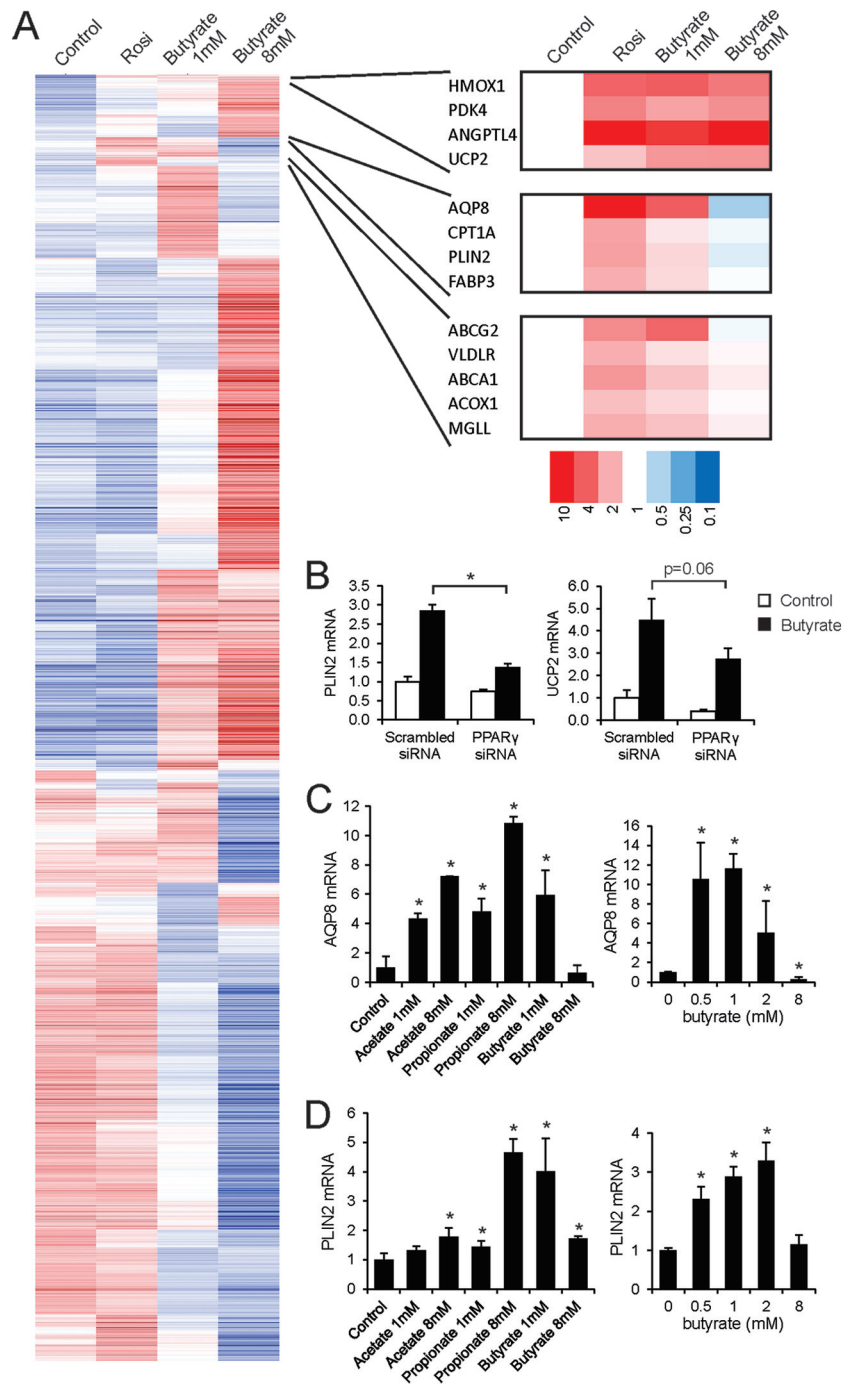 A
Control
Rosi
Butyrate
1mM
Butyrate
8mM
Control
Rosi
Butyrate
1mM
Butyrate
8mM
HMOX1
PDK4
ANGPTL4
UCP2
AQP8
CPT1A
PLIN2
FABP3
ABCG2
VLDLR
ABCA1
ACOX1
MGLL
10
4
2
1
0.5
0.25
0.1
B
PLIN2 mRNA
3.5
3.0
2.5
2.0
1.5
1.0
0.5
0.0
*
Scrambled
siRNA
PPARγ
siRNA
UCP2 mRNA
6.0
5.0
4.0
3.0
2.0
1.0
0.0
p=0.06
Scrambled
siRNA
PPARγ
siRNA
Control
Butyrate
C
AQP8 mRNA
12
10
8
6
4
2
0
* * * * *
Control
Acetate 1mM
Acetate 8mM
Propionate 1mM
Propionate 8mM
Butyrate 1mM
Butyrate 8mM
AQP8 mRNA
16
14
12
10
8
6
4
2
0
* * * *
0 0.5 1 2 8
butyrate (mM)
D
PLIN2 mRNA
6
5
4
3
2
1
0
* * * * *
Control
Acetate 1mM
Acetate 8mM
Propionate 1mM
Propionate 8mM
Butyrate 1mM
Butyrate 8mM
PLIN2 mRNA
4
3
2
1
0
* * *
0 0.5 1 2 8
butyrate (mM)